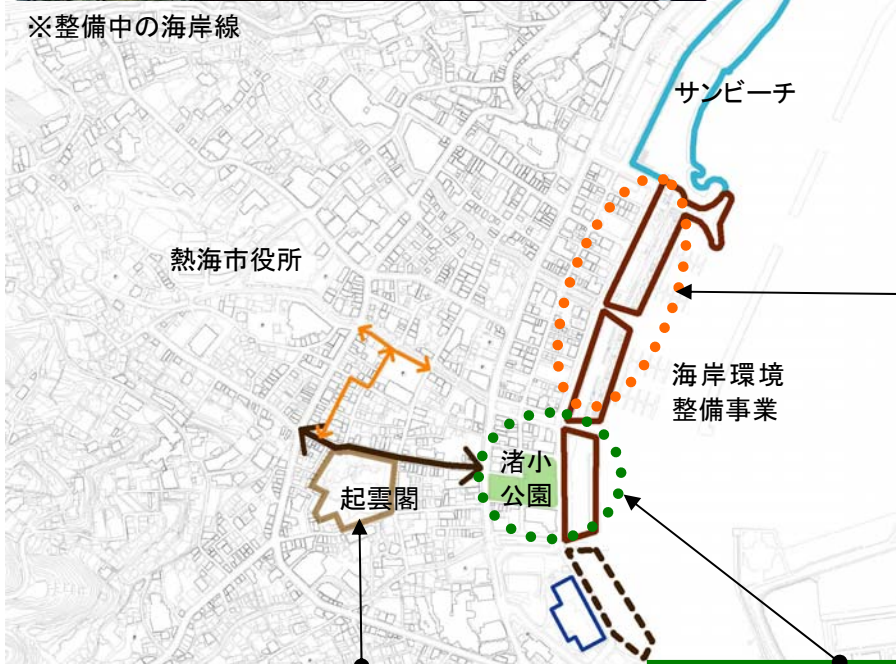 ※整備中の海岸線
サンビーチ
熱海市役所
海岸環境
整備事業
渚小
公園
起雲閣